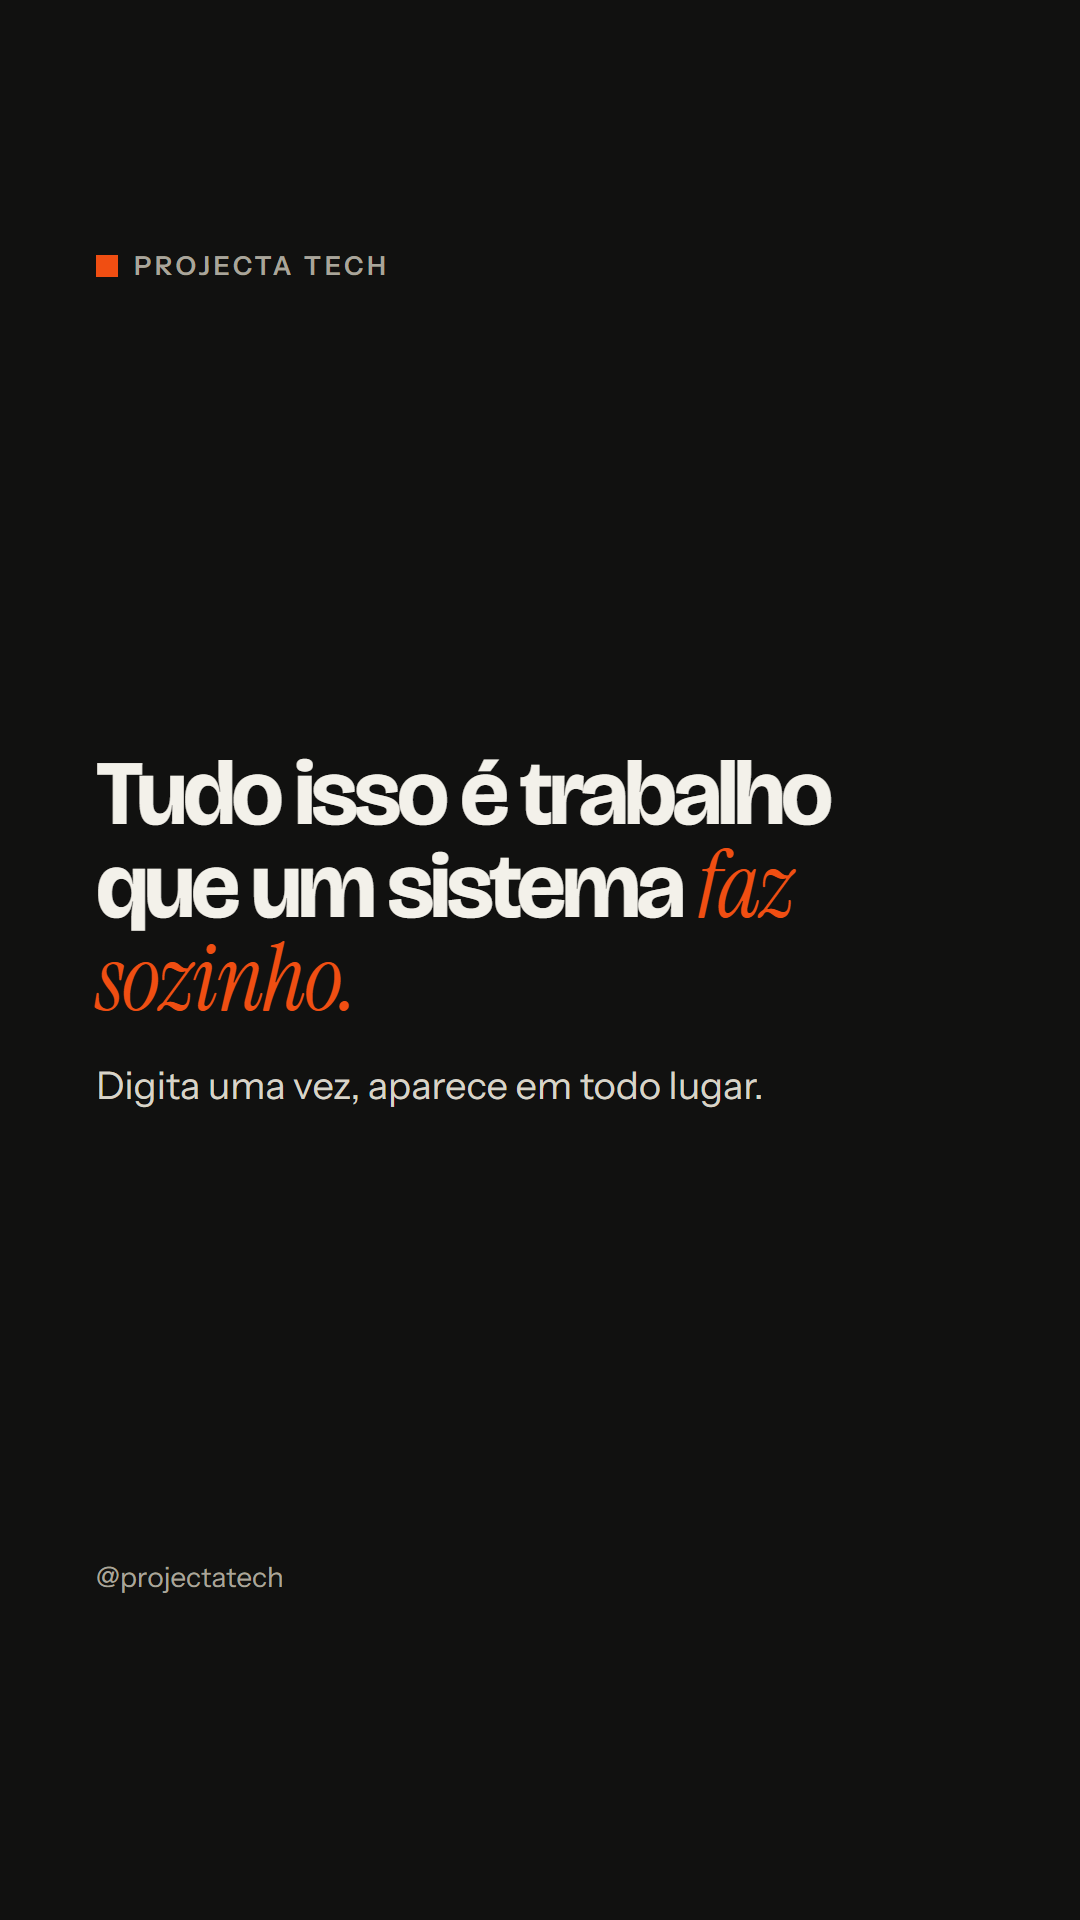 PROJECTA TECH
Tudo isso é trabalho
que um sistema faz
sozinho.
Digita uma vez, aparece em todo lugar.
@projectatech